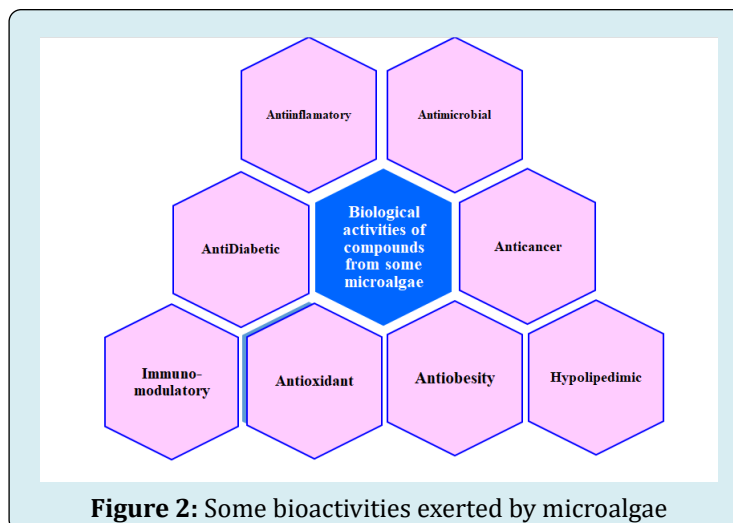 Antiinflamatory
Antimicrobial
AntiDiabetic
Biological
activities of
compounds
from some
microalgae
Anticancer
Immuno-
modulatory
Antioxidant
Antiobesity
Hypolipedimic
Figure 2: Some bioactivities exerted by microalgae